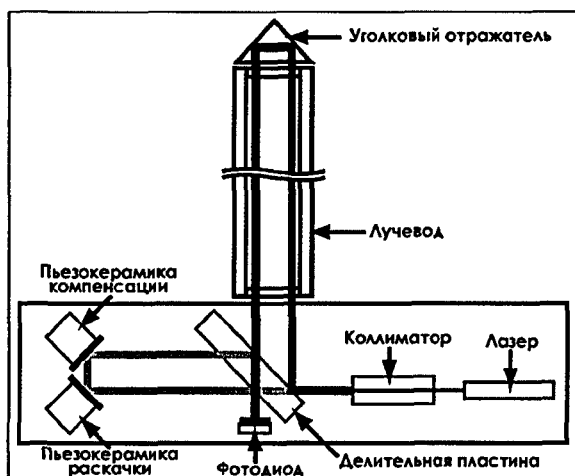 Уголковый отражатель
Лучевод
Пьезокерамика
компенсации
Коллиматор
Лазер
Пьезокерамика
раскачки
Фотодиод
Делительная пластина